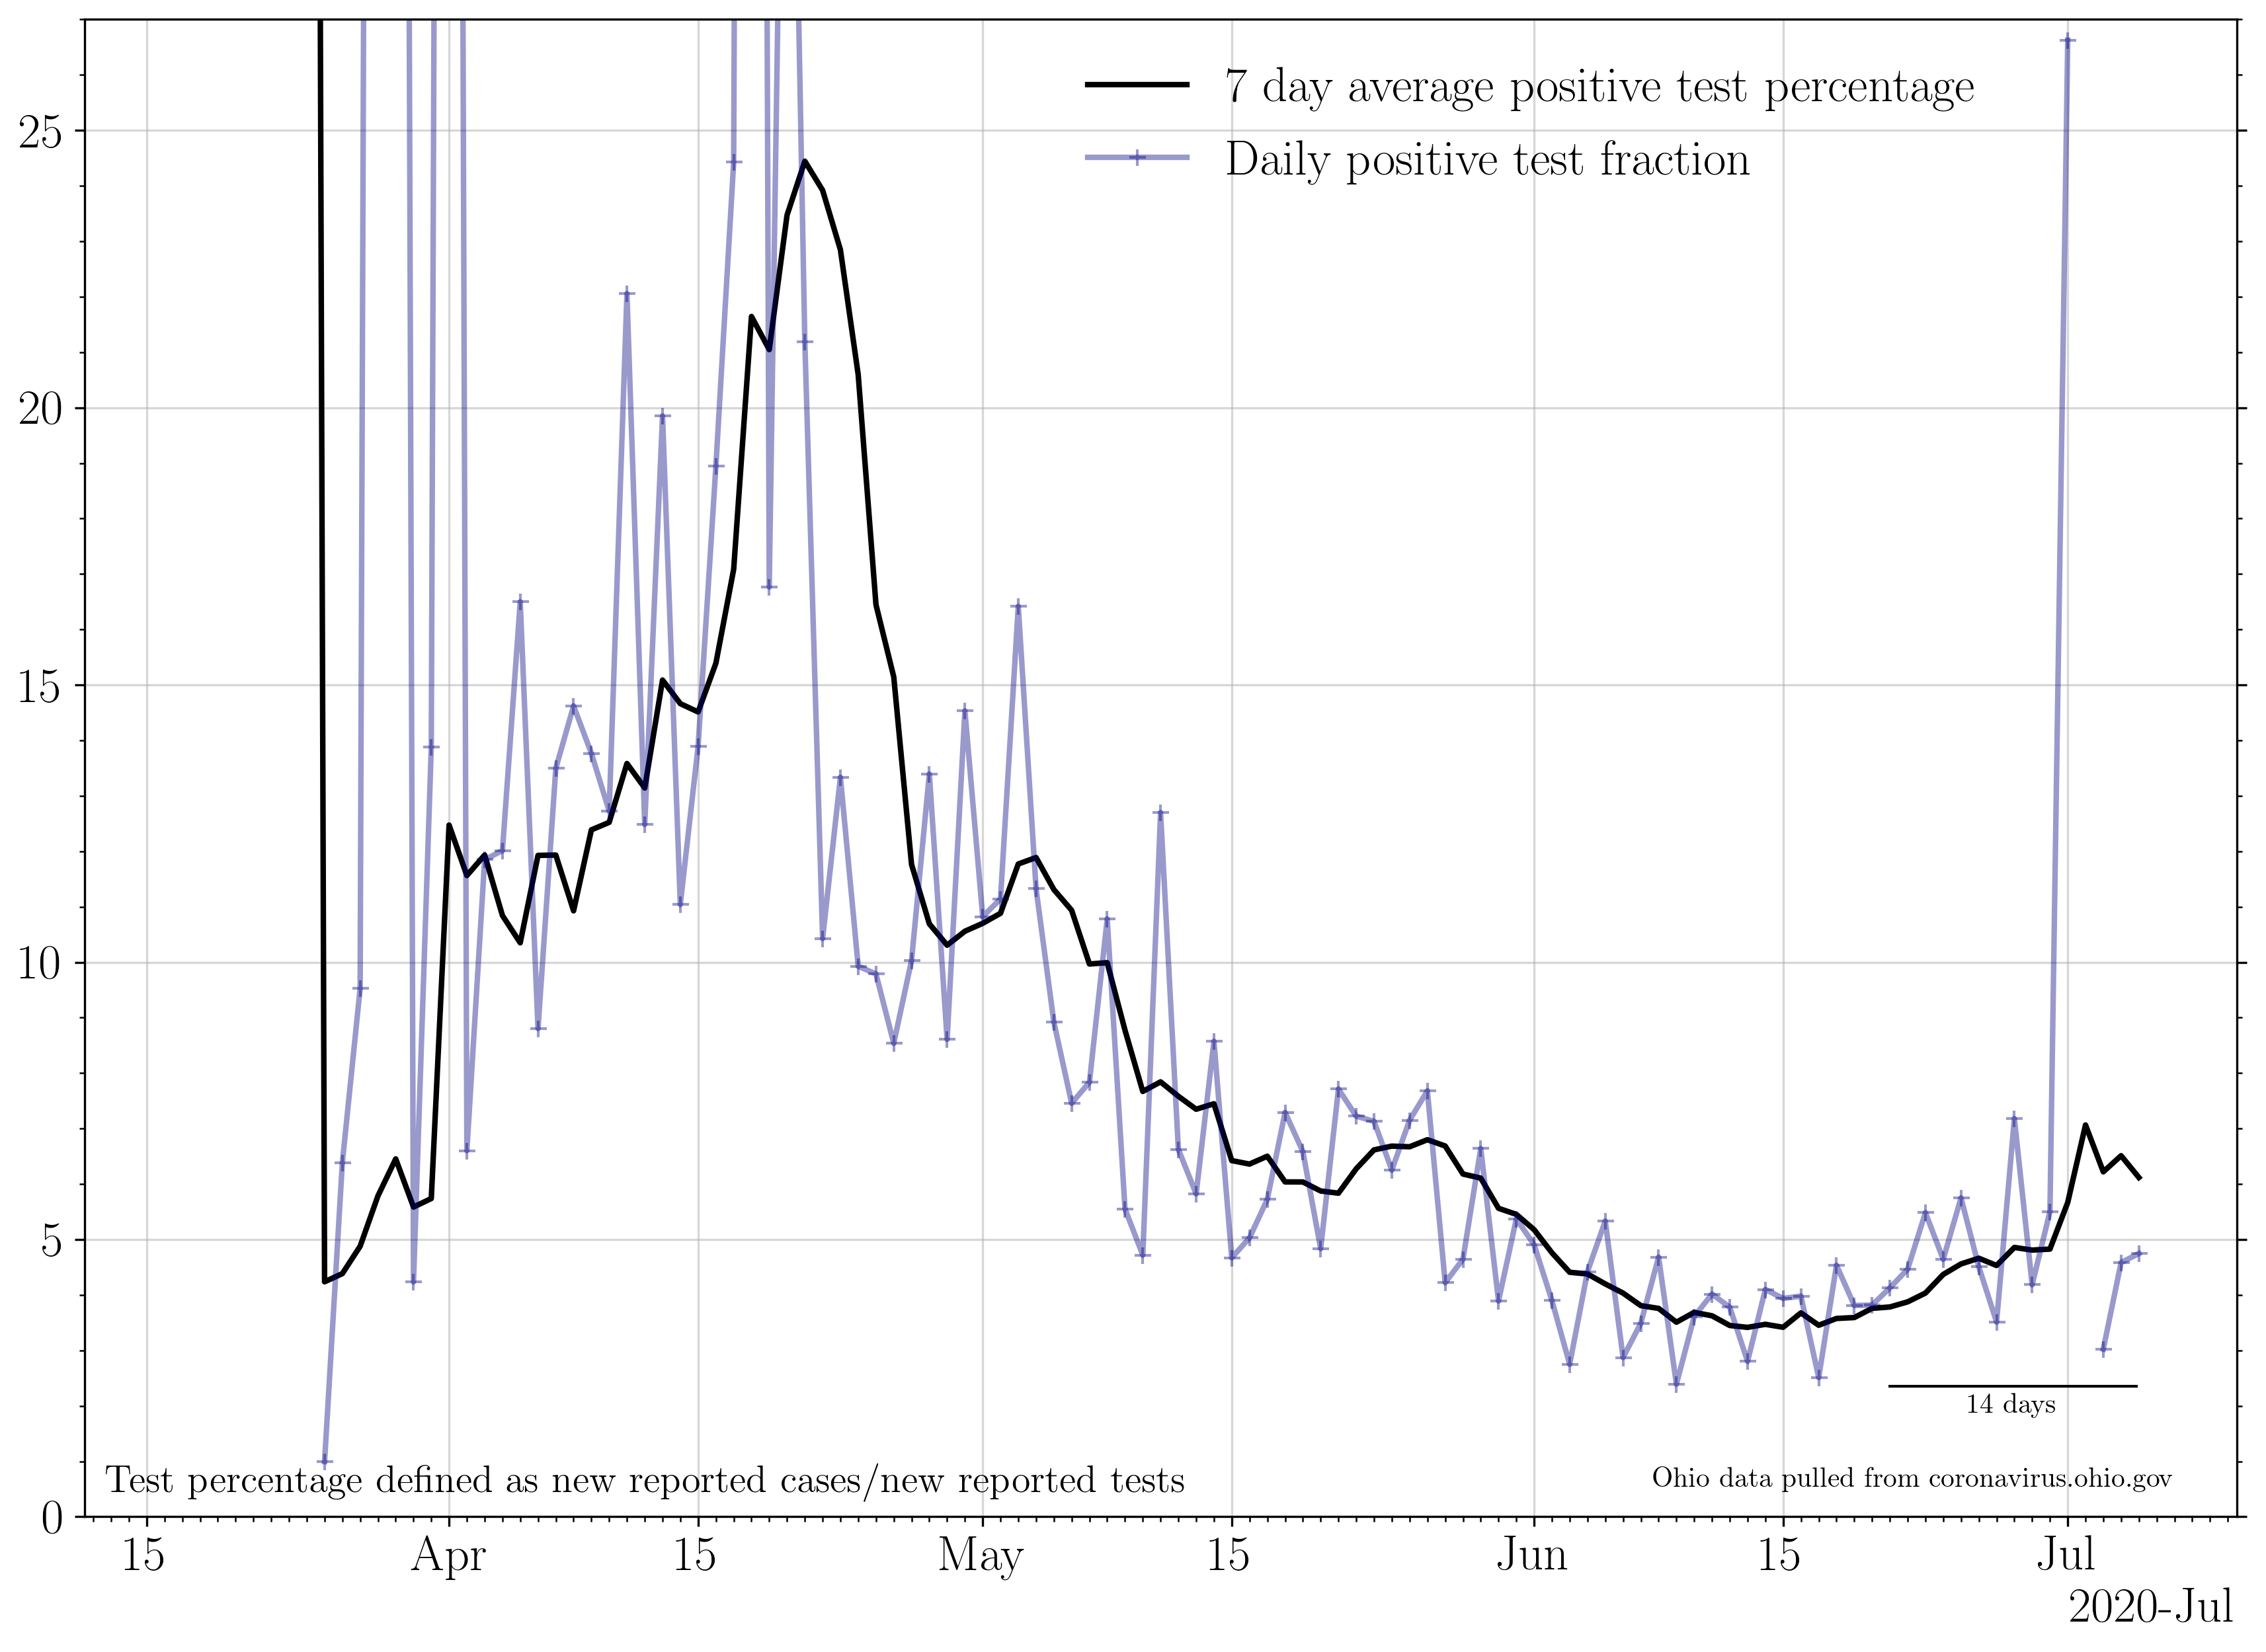 25
20
15
10
5
0
7 day average positive test percentage
Daily positive test fraction
14 days
Test percentage defined as new reported cases/new reported tests
Ohio data pulled from coronavirus.ohio.gov
15 Apr 15 May 15 Jun 15 Jul
2020-Jul